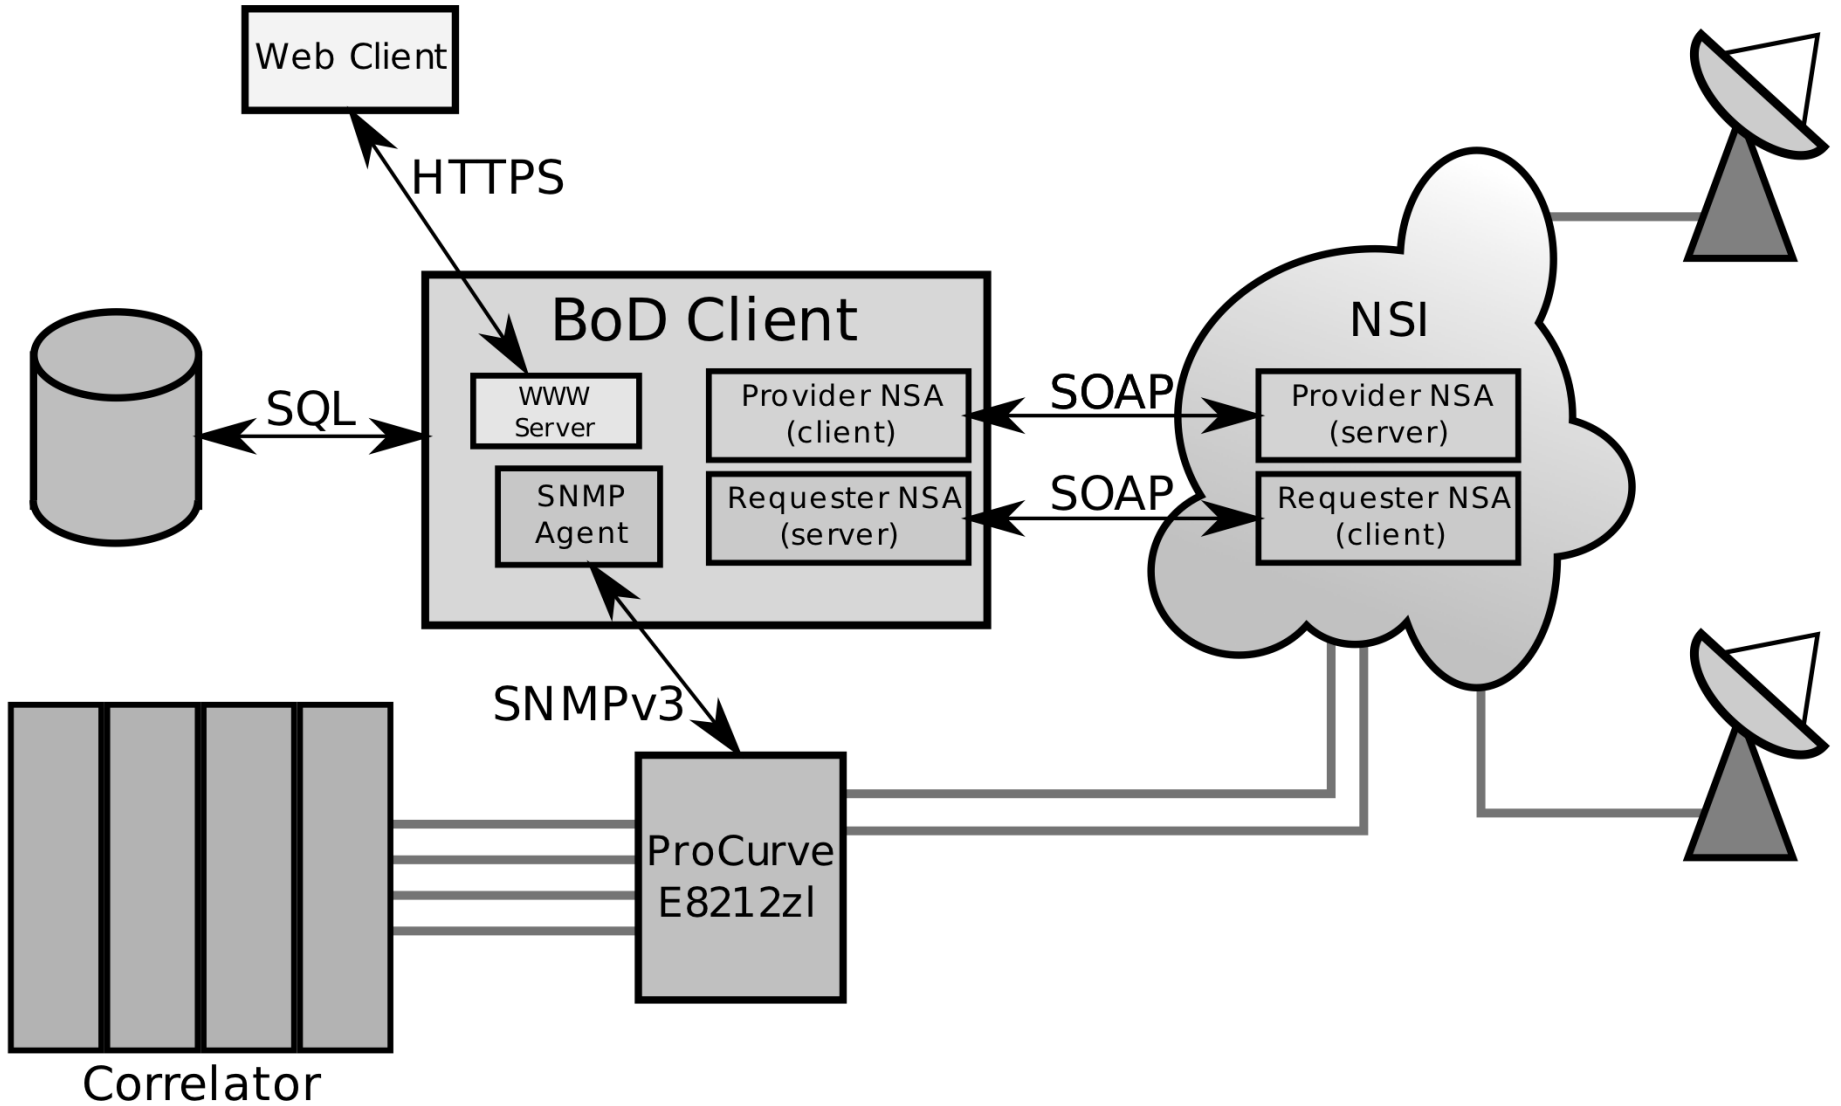 Web Client
HTTPS
BoD Client
NSI
SQL
WWW
Server
Provider NSA
(client)
SOAP
Provider NSA
(server)
SNMP
Agent
Requester NSA
(server)
SOAP
Requester NSA
(client)
SNMPv3
ProCurve
E8212zl
Correlator